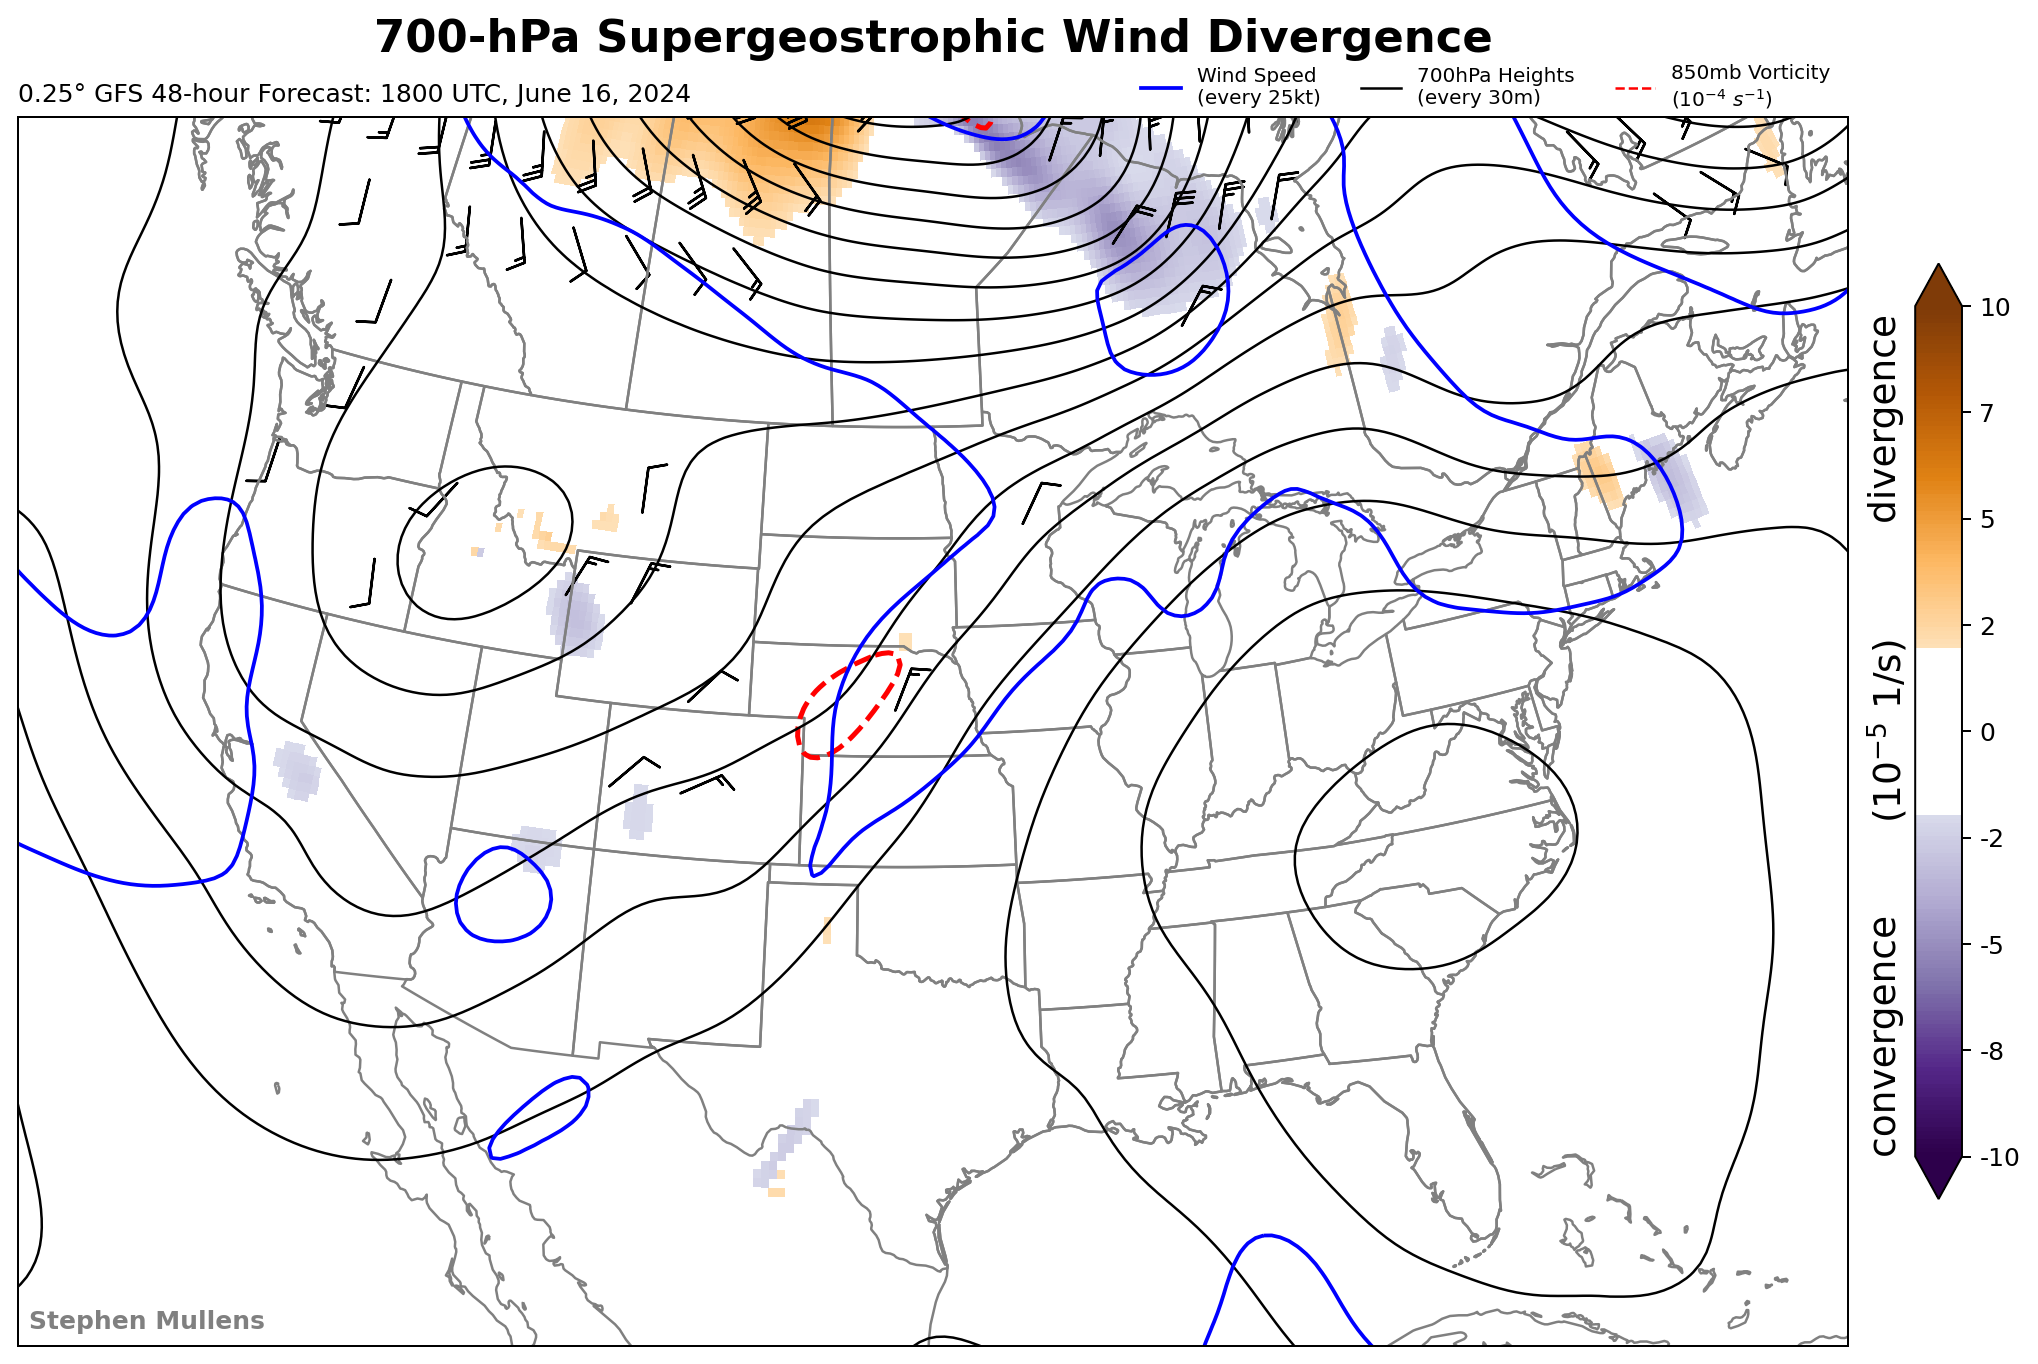 700-hPa Supergeostrophic Wind Divergence
0.25° GFS 48-hour Forecast: 1800 UTC, June 16, 2024
Wind Speed
(every 25kt)
700hPa Heights
(every 30m)
850mb Vorticity
(10⁻⁴ s⁻¹)
10
7
5
2
0
-2
-5
-8
-10
convergence (10⁻⁵ 1/s) divergence
Stephen Mullens